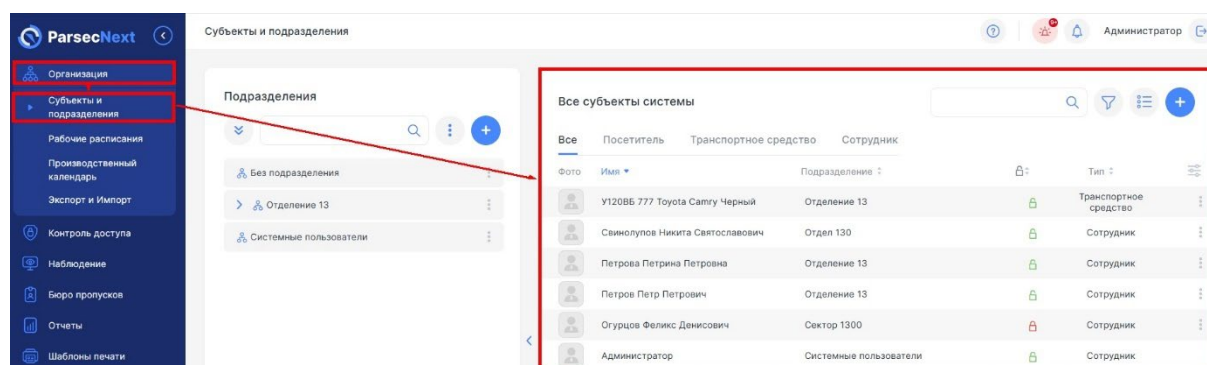 ParsecNext
Субъекты и подразделения
9+
Администратор
Организация
Субъекты и
подразделения
Рабочие расписания
Производственный
календарь
Экспорт и Импорт
Контроль доступа
Наблюдение
Бюро пропусков
Отчеты
Шаблоны печати
Подразделения
Без подразделения
Отделение 13
Системные пользователи
Все субъекты системы
Все Посетитель Транспортное средство Сотрудник
Фото Имя Подразделение Тип
У120ВБ 777 Toyota Camry Черный Отделение 13 Транспортное
средство
Свинолупов Никита Святославович Отдел 130 Сотрудник
Петрова Петрина Петровна Отделение 13 Сотрудник
Петров Петр Петрович Отделение 13 Сотрудник
Огурцов Феликс Денисович Сектор 1300 Сотрудник
Администратор Системные пользователи Сотрудник